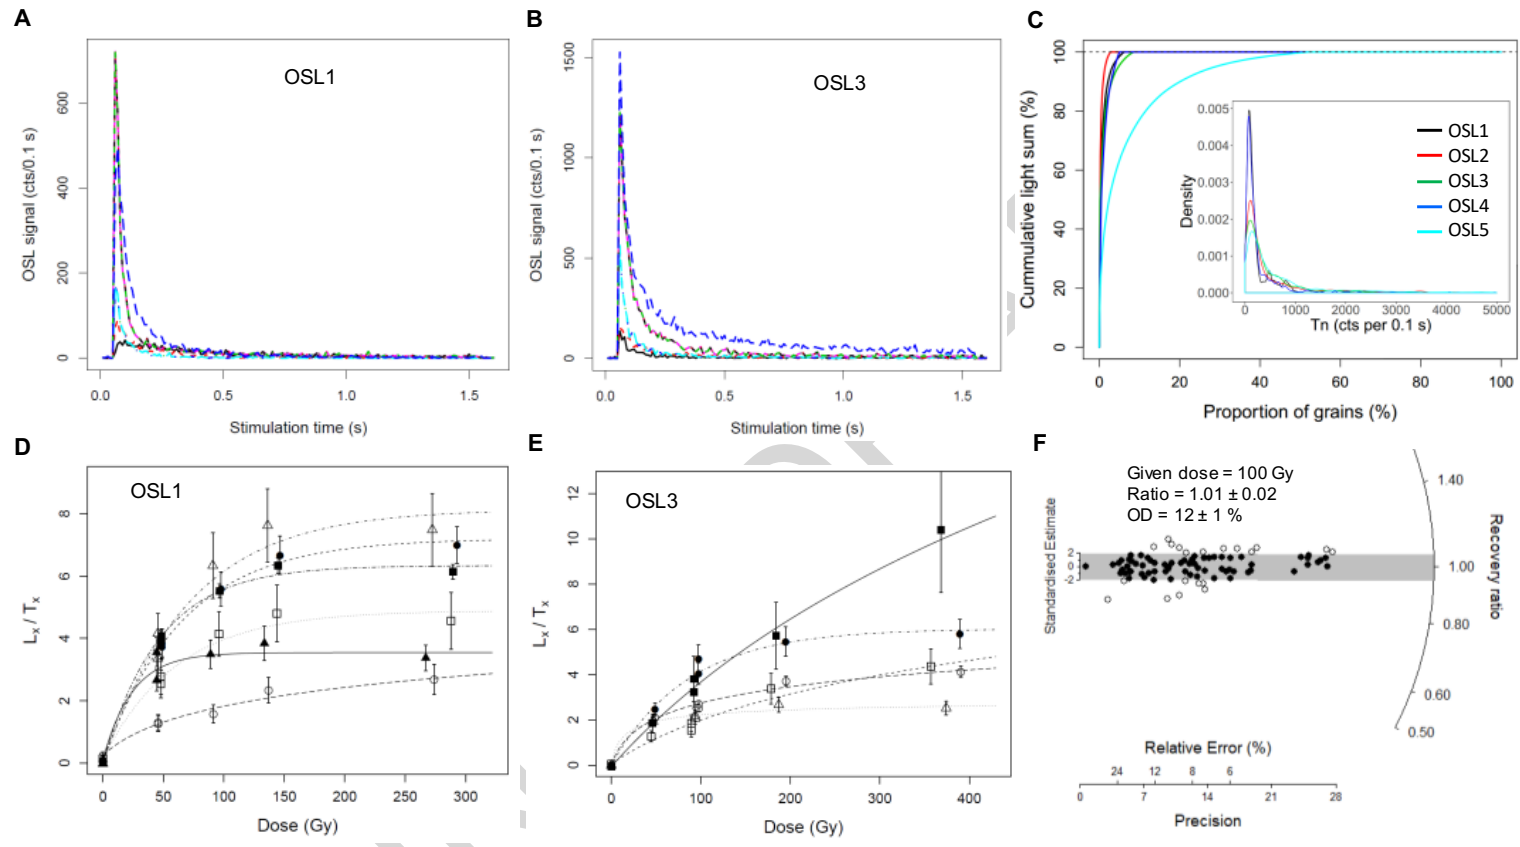 A
OSL1
OSL signal (cts/0.1 s)
0
200
400
600
0.0
0.5
1.0
1.5
Stimulation time (s)
B
OSL3
OSL signal (cts/0.1 s)
0
500
1000
1500
0.0
0.5
1.0
1.5
Stimulation time (s)
C
Cummulative light sum (%)
0
20
40
60
80
100
0
20
40
60
80
100
Proportion of grains (%)
Density
0.005
0.004
0.003
0.002
0.001
0.000
0
1000
2000
3000
4000
5000
Tn (cts per 0.1 s)
OSL1
OSL2
OSL3
OSL4
OSL5
D
OSL1
Lx / Tx
0
2
4
6
8
0
50
100
150
200
250
300
Dose (Gy)
E
OSL3
Lx / Tx
0
2
4
6
8
10
12
0
100
200
300
400
Dose (Gy)
F
Given dose = 100 Gy
Ratio = 1.01 ± 0.02
OD = 12 ± 1 %
Standardised Estimate
2
0
-2
1.40
1.00
0.80
0.60
0.50
Recovery ratio
Relative Error (%)
24
12
8
6
0
7
14
21
28
Precision